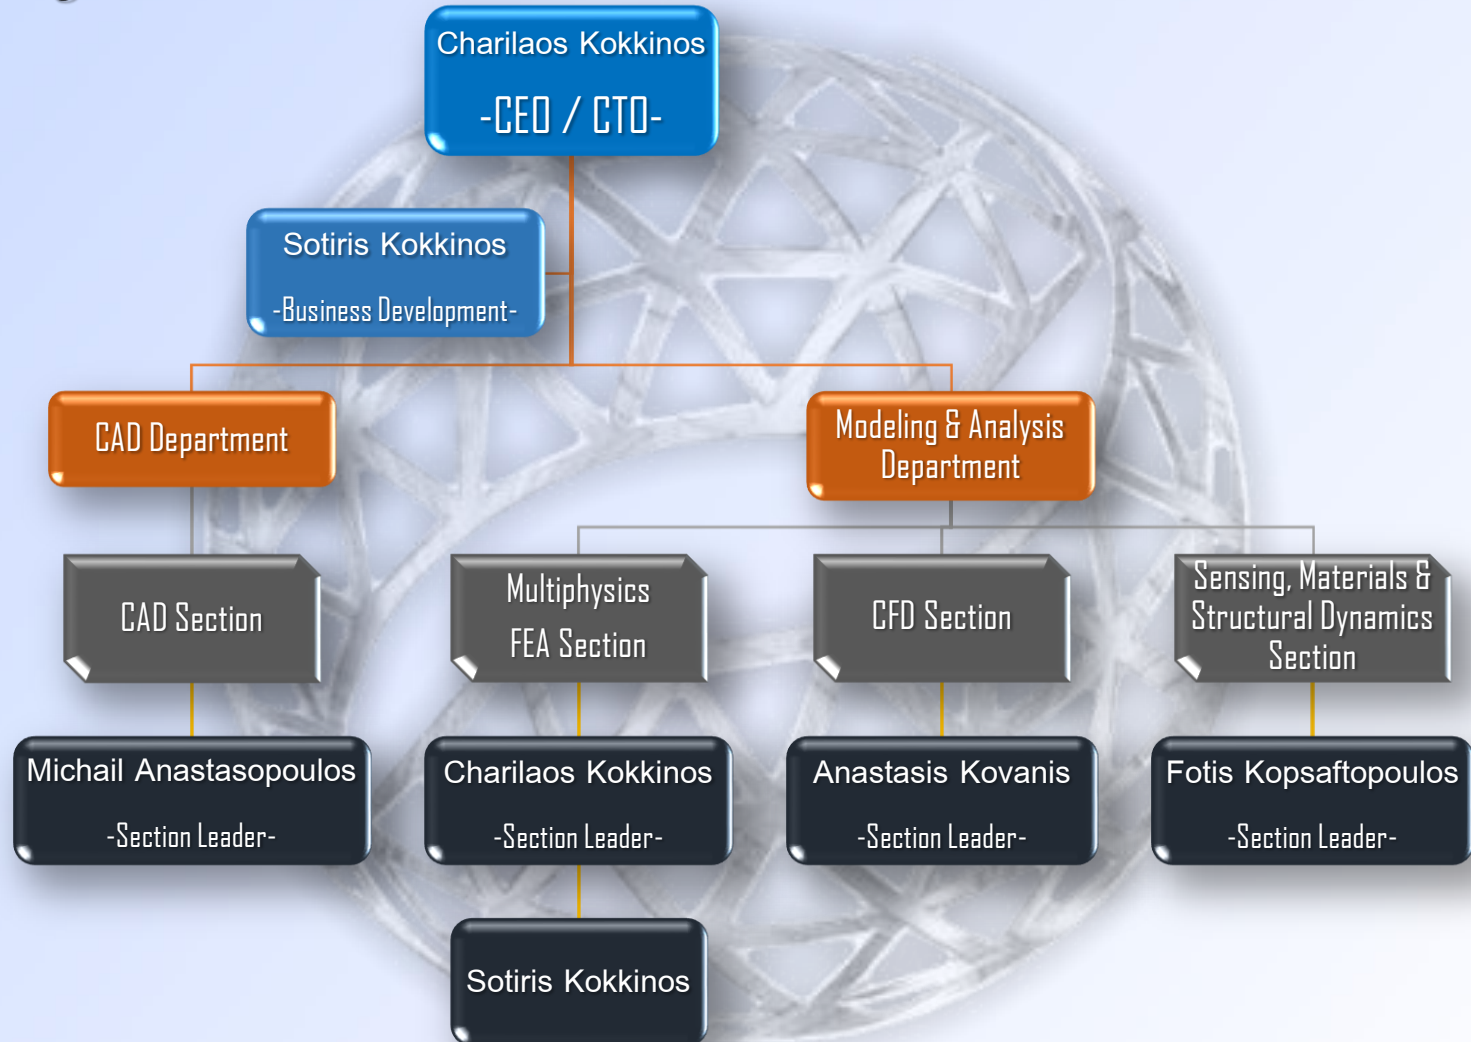 Charilaos Kokkinos
-CEO / CTO-
Sotiris Kokkinos
-Business Development-
CAD Department
Modeling & Analysis
Department
CAD Section
Multiphysics
FEA Section
CFD Section
Sensing, Materials &
Structural Dynamics
Section
Michail Anastasopoulos
-Section Leader-
Charilaos Kokkinos
-Section Leader-
Anastasis Kovanis
-Section Leader-
Fotis Kopsaftopoulos
-Section Leader-
Sotiris Kokkinos